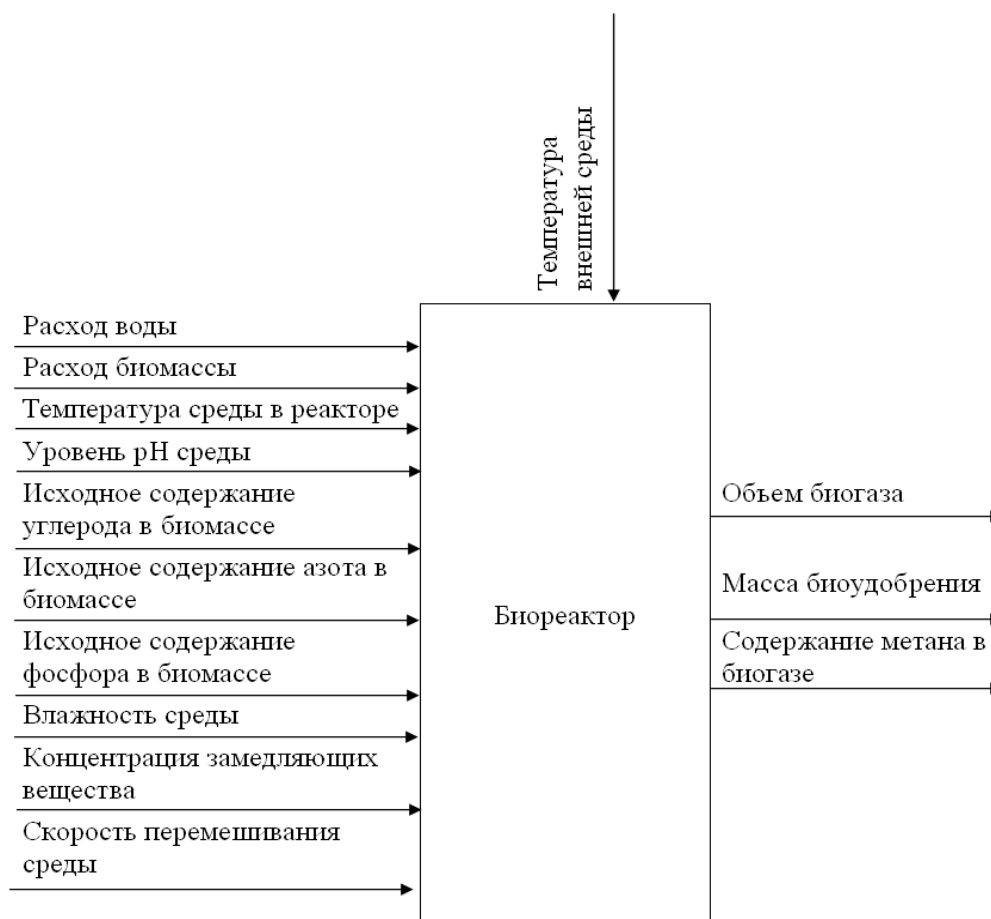 Температура
внешней среды
Расход воды
Расход биомассы
Температура среды в реакторе
Уровень pH среды
Исходное содержание
углерода в биомассе
Исходное содержание азота в
биомассе
Исходное содержание
фосфора в биомассе
Влажность среды
Концентрация замедляющих
вещества
Скорость перемешивания
среды
Биореактор
Объем биогаза
Масса биоудобрения
Содержание метана в
биогазе